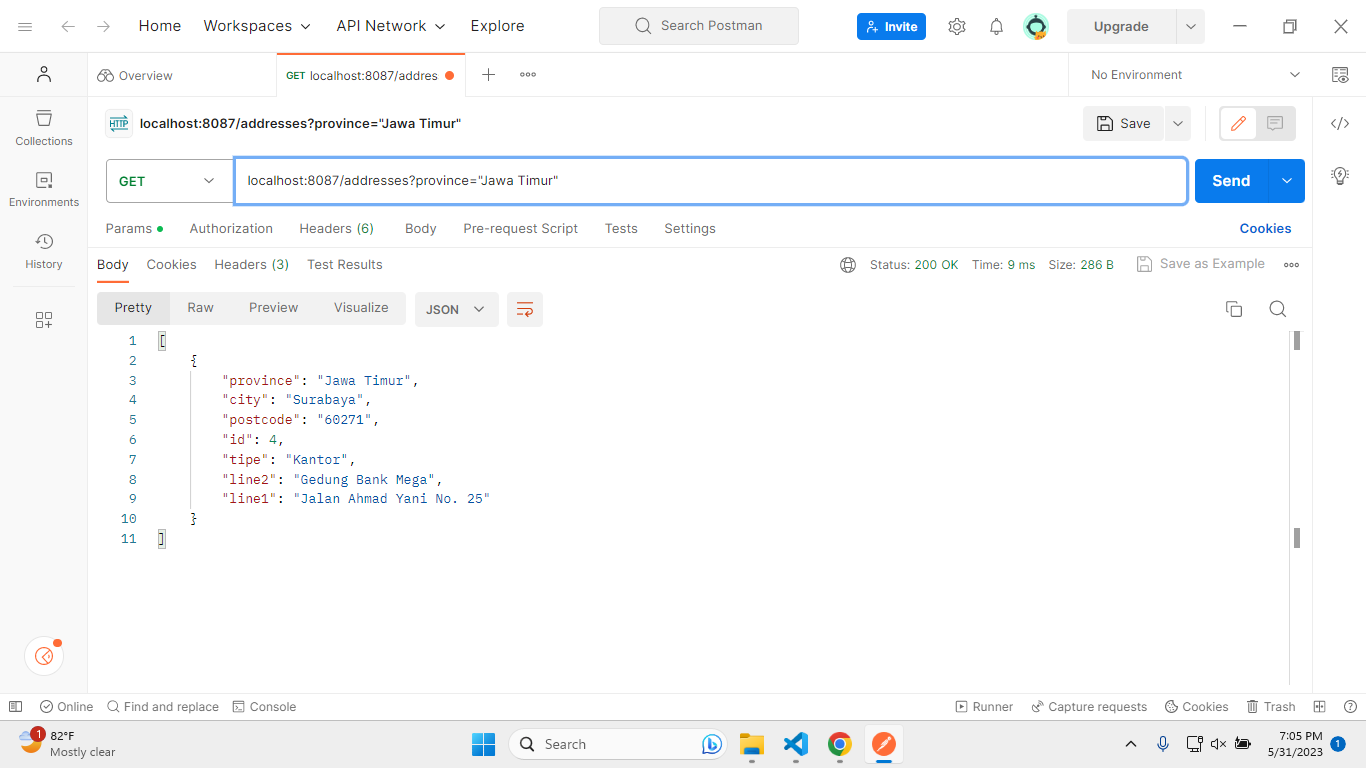 Home Workspaces API Network Explore Search Postman Invite Upgrade
Overview GET localhost:8087/addres No Environment
HTTP localhost:8087/addresses?province="Jawa Timur" Save
Collections
GET localhost:8087/addresses?province="Jawa Timur" Send
Environments
Params Authorization Headers (6) Body Pre-request Script Tests Settings Cookies
History
Body Cookies Headers (3) Test Results Status: 200 OK Time: 9 ms Size: 286 B Save as Example
Pretty Raw Preview Visualize JSON
1 [
2 {
3 "province": "Jawa Timur",
4 "city": "Surabaya",
5 "postcode": "60271",
6 "id": 4,
7 "tipe": "Kantor",
8 "line2": "Gedung Bank Mega",
9 "line1": "Jalan Ahmad Yani No. 25"
10 }
11 ]
Online Find and replace Console Runner Capture requests Cookies Trash
1 82°F Search 7:05 PM
Mostly clear 5/31/2023 1